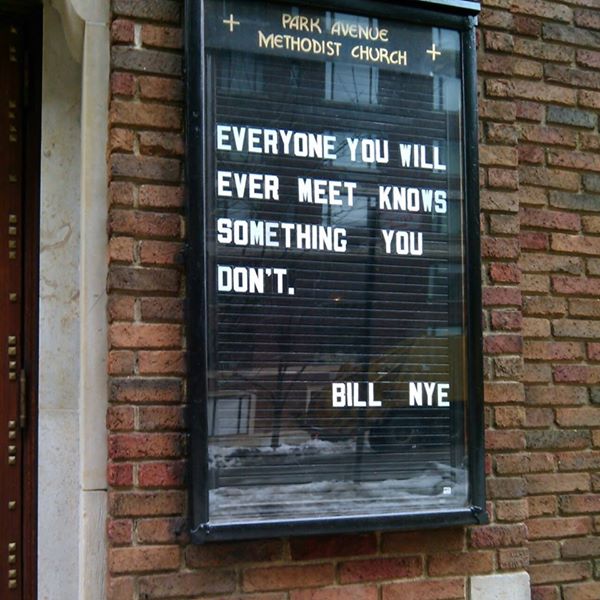 PARK AVENUE
METHODIST CHURCH
EVERYONE YOU WILL
EVER MEET KNOWS
SOMETHING YOU
DON'T.
BILL NYE